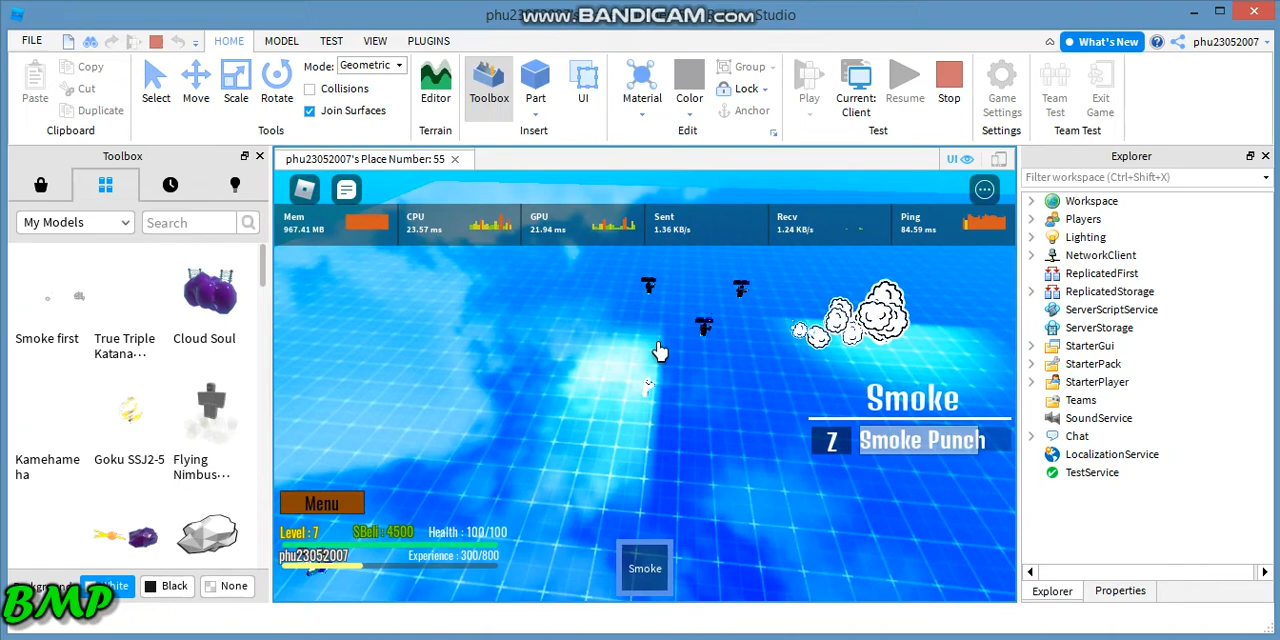 www.BANDICAM.com
phu23052007's
Studio
FILE HOME MODEL TEST VIEW PLUGINS
What's New phu23052007
Paste Copy Cut Duplicate
Select Move Scale Rotate
Mode: Geometric
Collisions
Join Surfaces
Editor Toolbox Part UI
Material Color
Group
Lock
Anchor
Play Current: Client Resume Stop
Game Settings
Team Test
Exit Game
Clipboard Tools Terrain Insert Edit Test Settings Team Test
Toolbox
My Models Search
Smoke first
True Triple Katana…
Cloud Soul
Kamehameha
Goku SSJ2-5
Flying Nimbus…
White Black None
BMP
phu23052007's Place Number: 55
UI
Mem 967.41 MB
CPU 23.57 ms
GPU 21.94 ms
Sent 1.36 KB/s
Recv 1.24 KB/s
Ping 84.59 ms
Smoke
Z Smoke Punch
Menu
Level : 7 $Beli : 4500 Health : 100/100
phu23052007 Experience : 300/800
Smoke
Explorer
Filter workspace (Ctrl+Shift+X)
Workspace
Players
Lighting
NetworkClient
ReplicatedFirst
ReplicatedStorage
ServerScriptService
ServerStorage
StarterGui
StarterPack
StarterPlayer
Teams
SoundService
Chat
LocalizationService
TestService
Explorer Properties